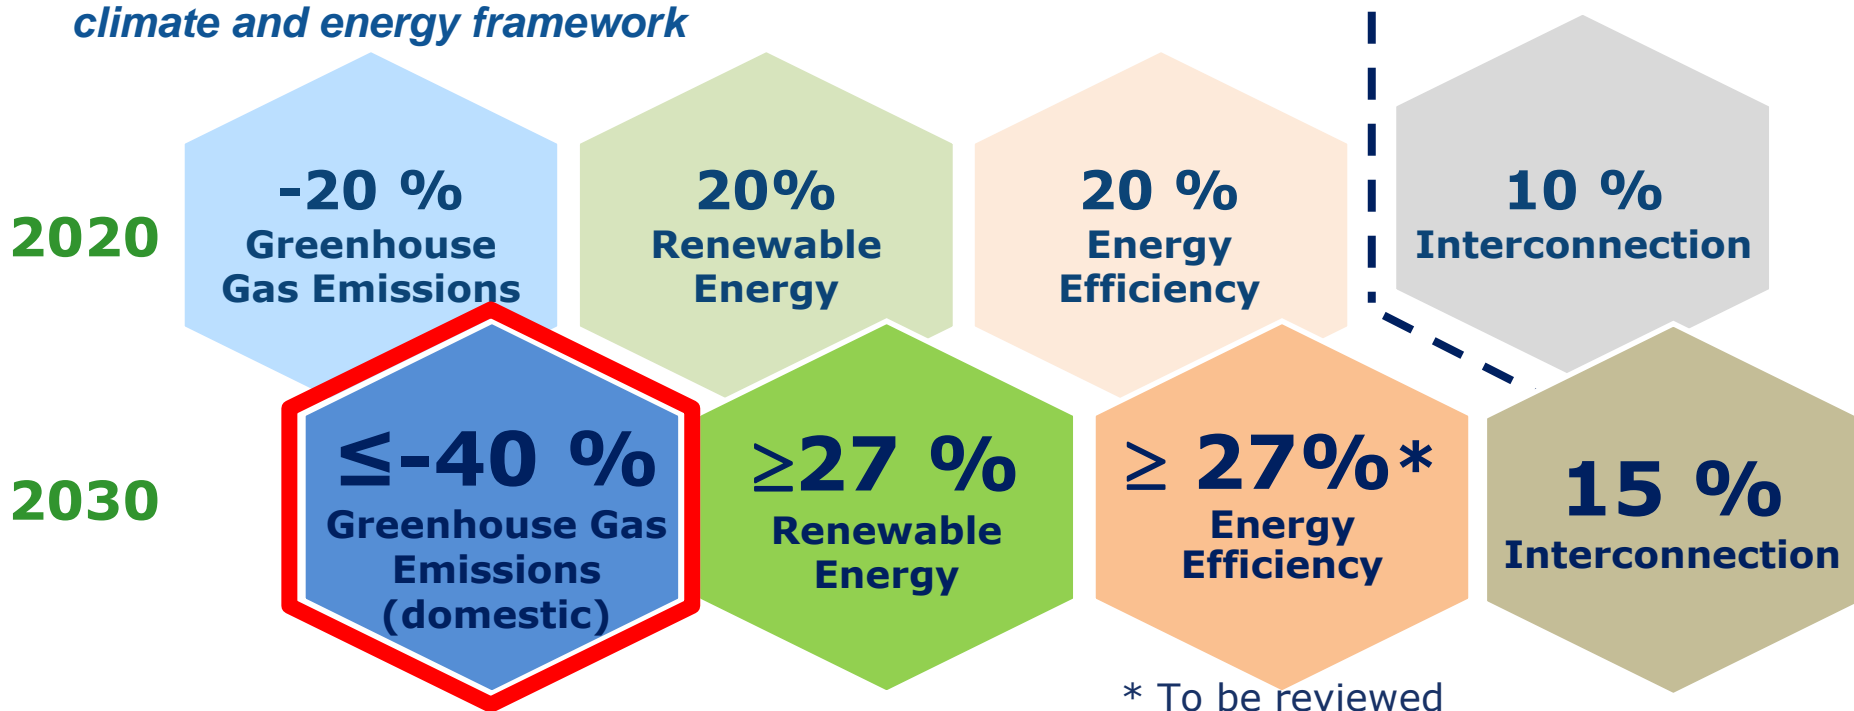 climate and energy framework
2020
-20 %
Greenhouse
Gas Emissions
20%
Renewable
Energy
20 %
Energy
Efficiency
10 %
Interconnection
2030
≤-40 %
Greenhouse Gas
Emissions
(domestic)
≥27 %
Renewable
Energy
≥ 27%*
Energy
Efficiency
15 %
Interconnection
* To be reviewed